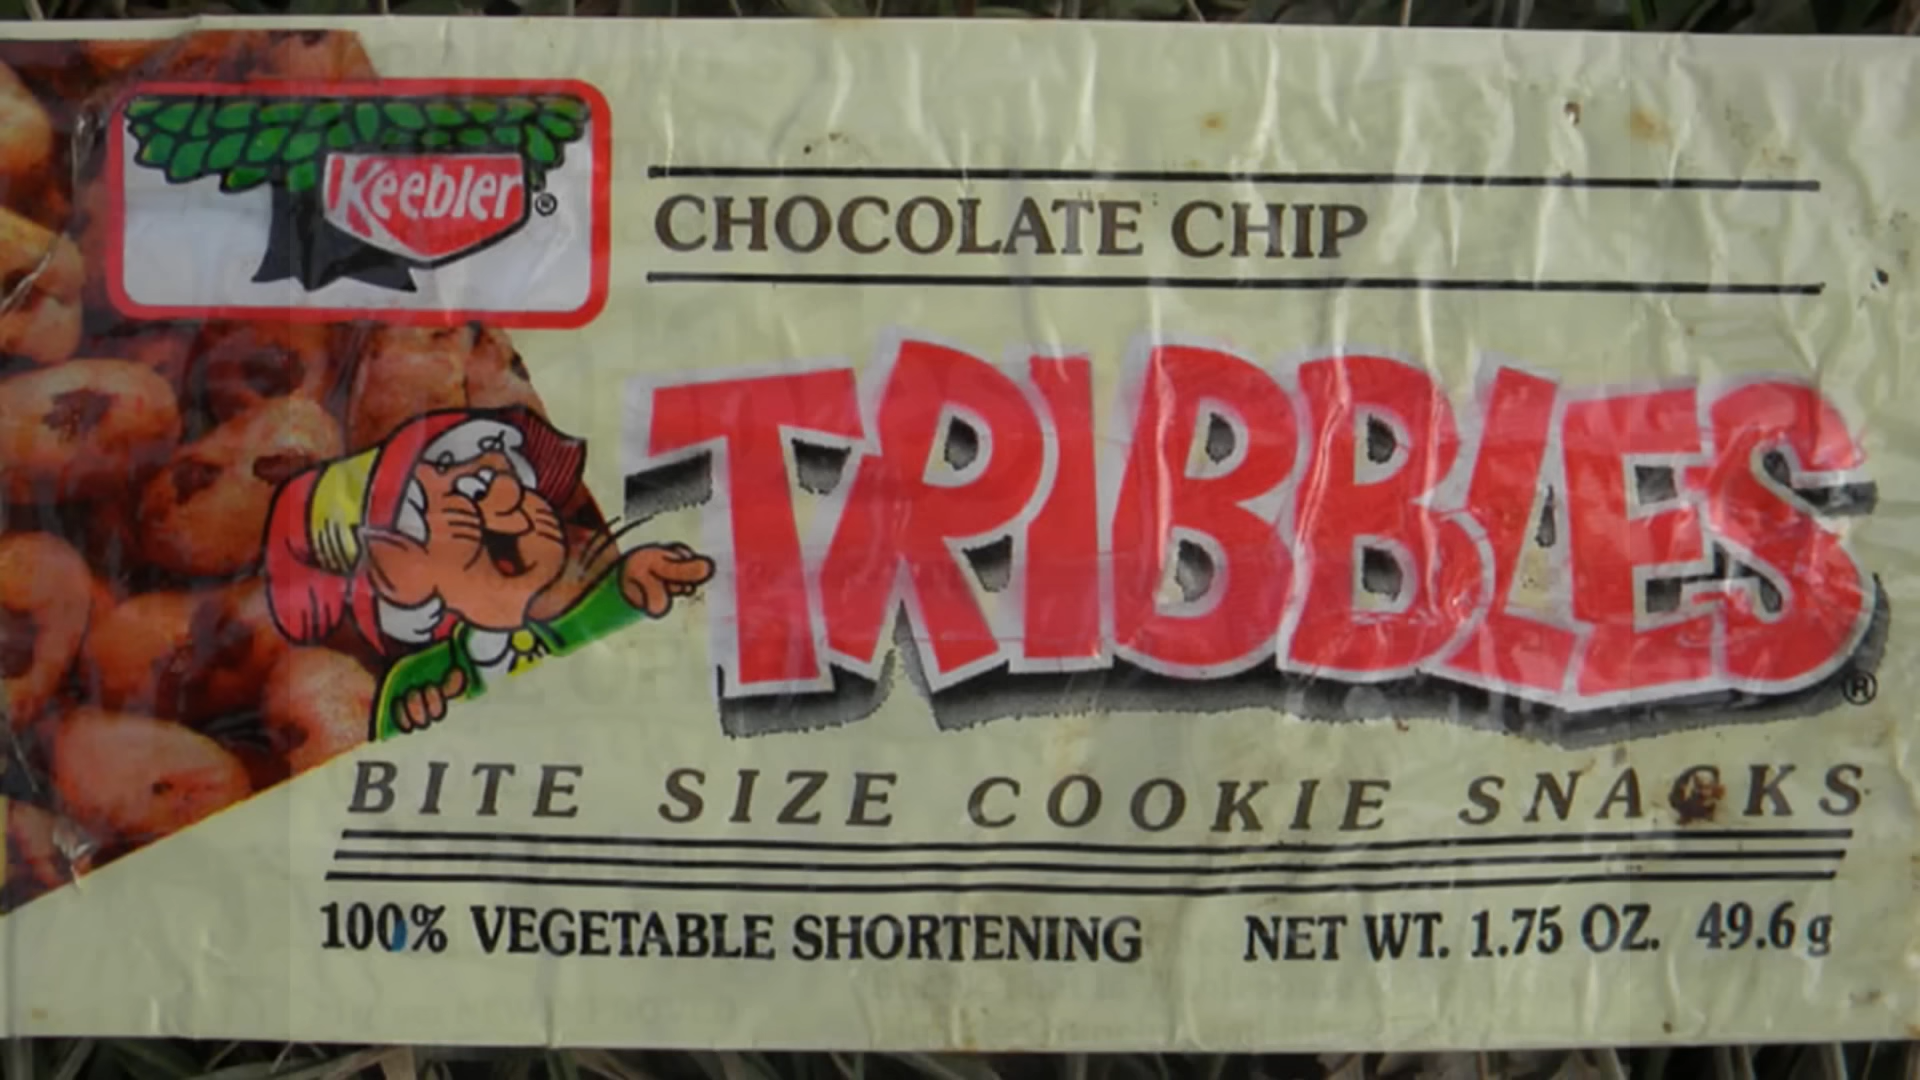 Keebler®
CHOCOLATE CHIP
TRIBBLES®
BITE SIZE COOKIE SNACKS
100% VEGETABLE SHORTENING NET WT. 1.75 OZ. 49.6 g